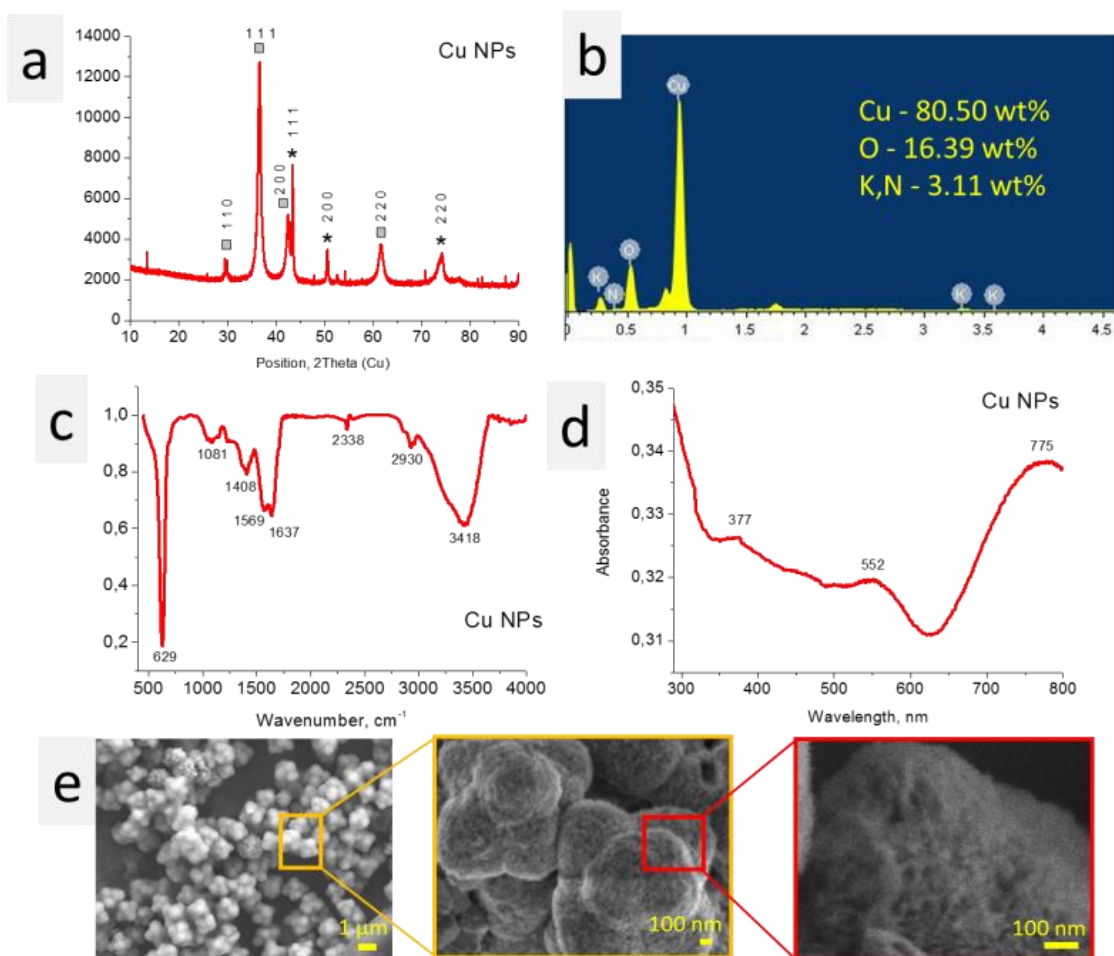 a
Cu NPs
14000
12000
10000
8000
6000
4000
2000
0
1 1 0
1 1 1
2 0 0
* 1 1 1
* 2 0 0
2 2 0
* 2 2 0
10 20 30 40 50 60 70 80 90
Position, 2Theta (Cu)
b
Cu
Cu - 80.50 wt%
O - 16.39 wt%
K,N - 3.11 wt%
K
N
O
K
K
0 0.5 1 1.5 2 2.5 3 3.5 4 4.5
c
1,0
0,8
0,6
0,4
0,2
629
1081
1408
1569
1637
2338
2930
3418
Cu NPs
500 1000 1500 2000 2500 3000 3500 4000
Wavenumber, cm⁻¹
d
Cu NPs
0,35
0,34
0,33
0,32
0,31
Absorbance
377
552
775
300 400 500 600 700 800
Wavelength, nm
e
1 μm
100 nm
100 nm